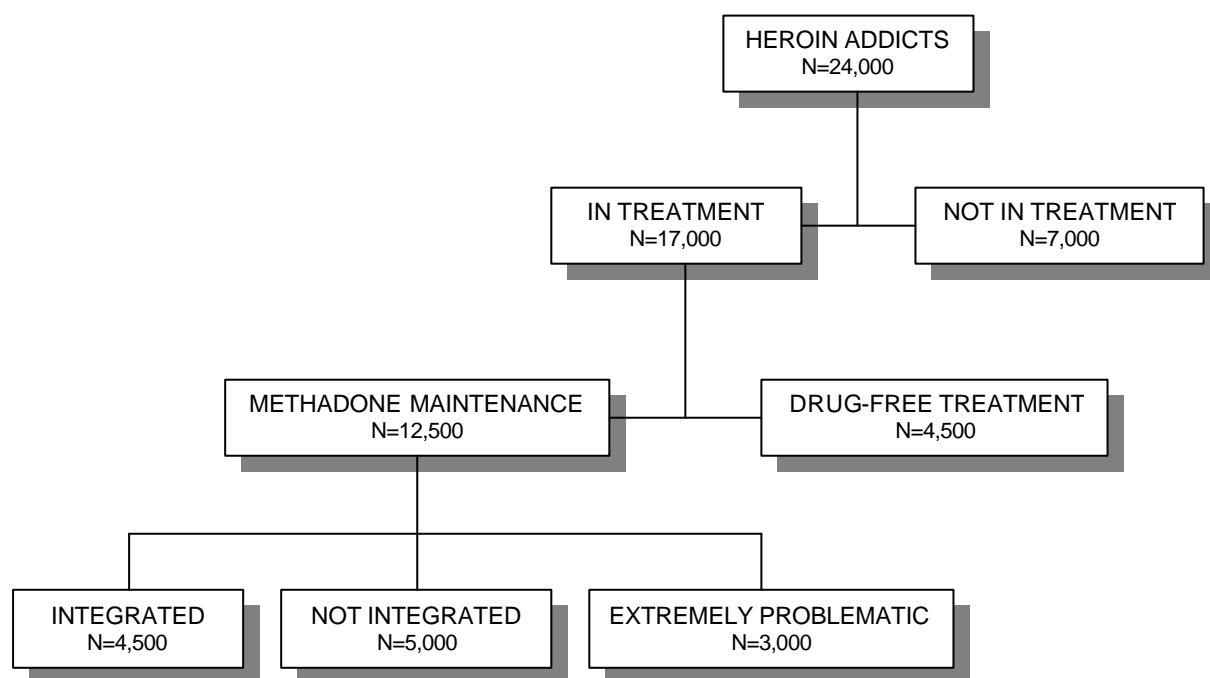 HEROIN ADDICTS
N=24,000
IN TREATMENT
N=17,000
NOT IN TREATMENT
N=7,000
METHADONE MAINTENANCE
N=12,500
DRUG-FREE TREATMENT
N=4,500
INTEGRATED
N=4,500
NOT INTEGRATED
N=5,000
EXTREMELY PROBLEMATIC
N=3,000